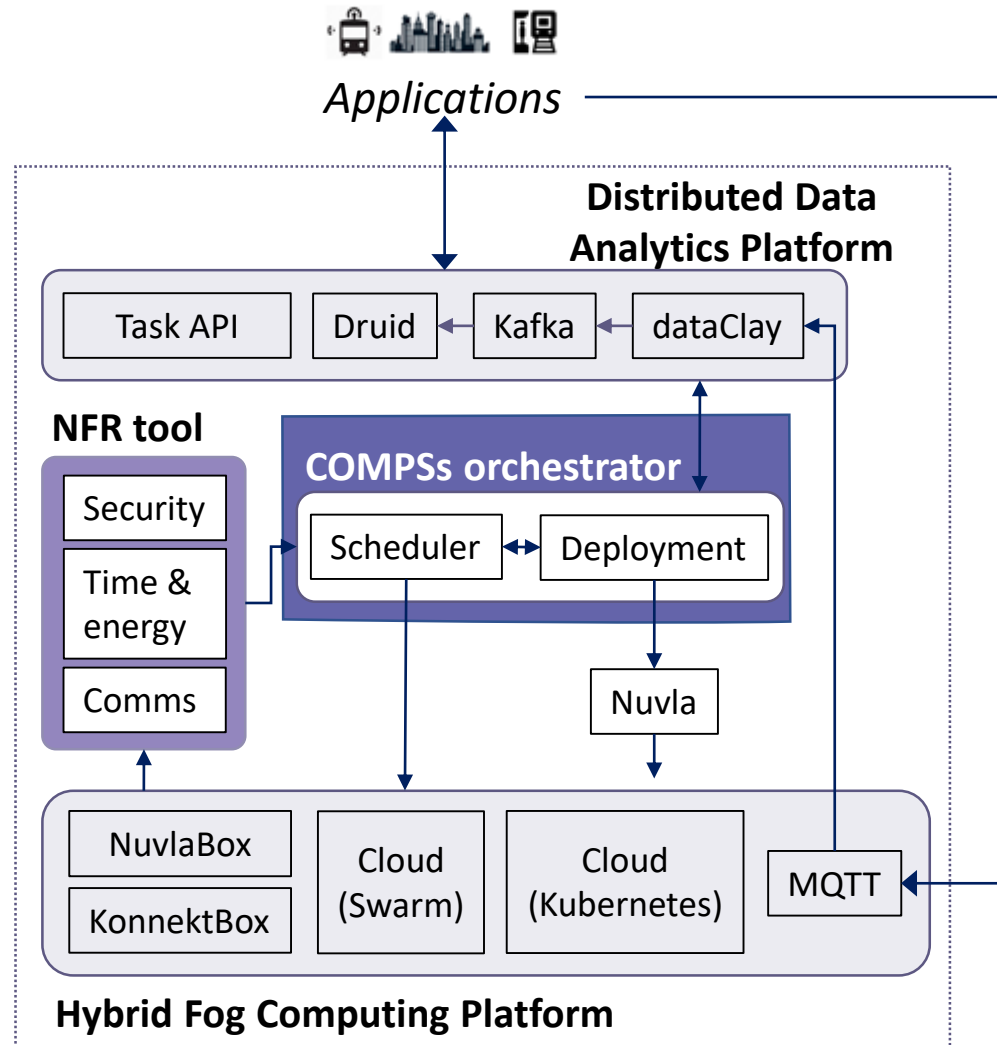 Applications
Distributed Data
Analytics Platform
Task API
Druid
Kafka
dataClay
NFR tool
Security
Time &
energy
Comms
COMPSs orchestrator
Scheduler
Deployment
Nuvla
NuvlaBox
KonnektBox
Cloud
(Swarm)
Cloud
(Kubernetes)
MQTT
Hybrid Fog Computing Platform